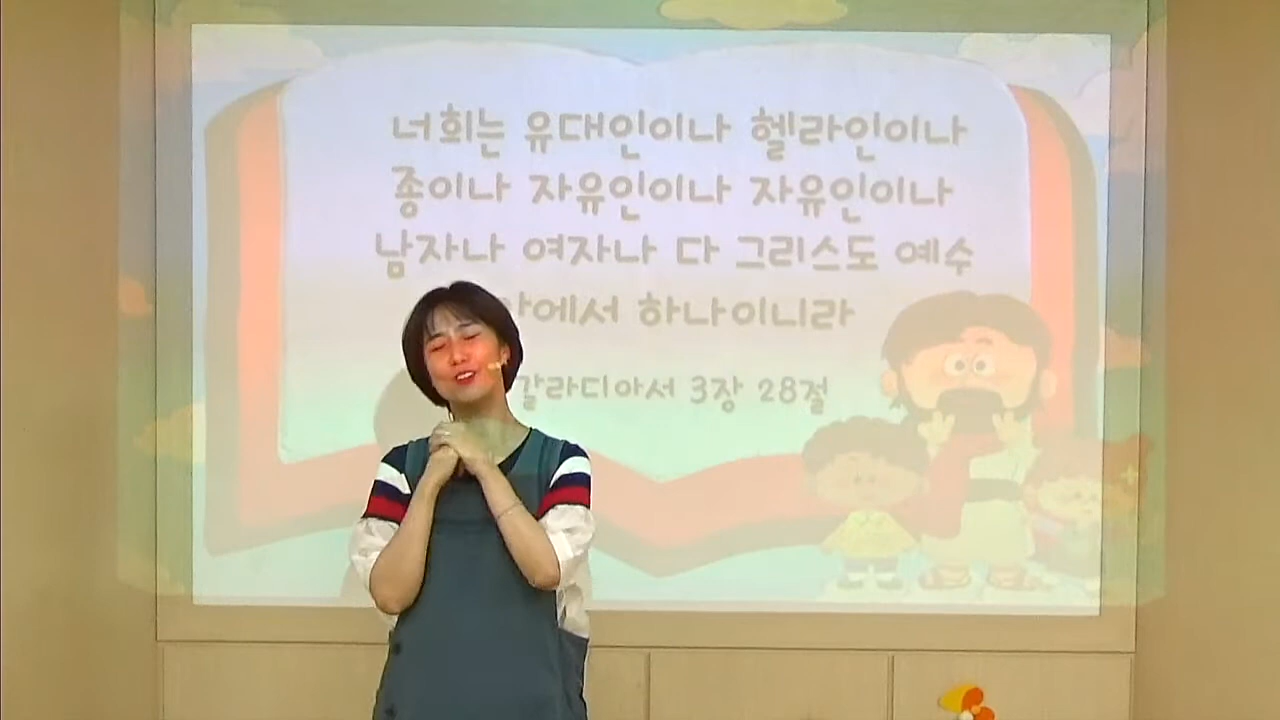 너희는 유대인이나 헬라인이나
종이나 자유인이나 자유인이나
남자나 여자나 다 그리스도 예수
안에서 하나이니라
갈라디아서 3장 28절